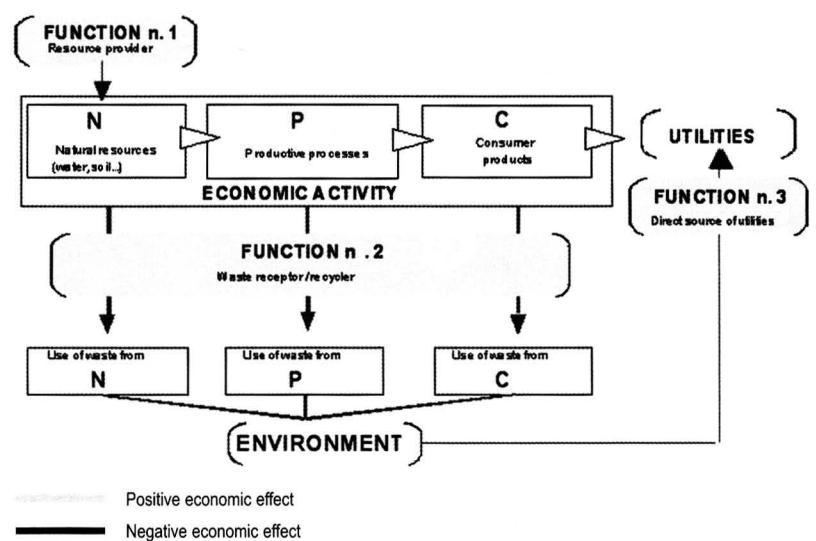 FUNCTION n. 1
Resource provider
N
Natural resources
(water, soil...)
P
Productive processes
C
Consumer
products
UTILITIES
ECONOMIC ACTIVITY
FUNCTION n. 3
Direct source of utilities
FUNCTION n . 2
Waste receptor/recycler
Use of waste from
N
Use of waste from
P
Use of waste from
C
ENVIRONMENT
Positive economic effect
Negative economic effect